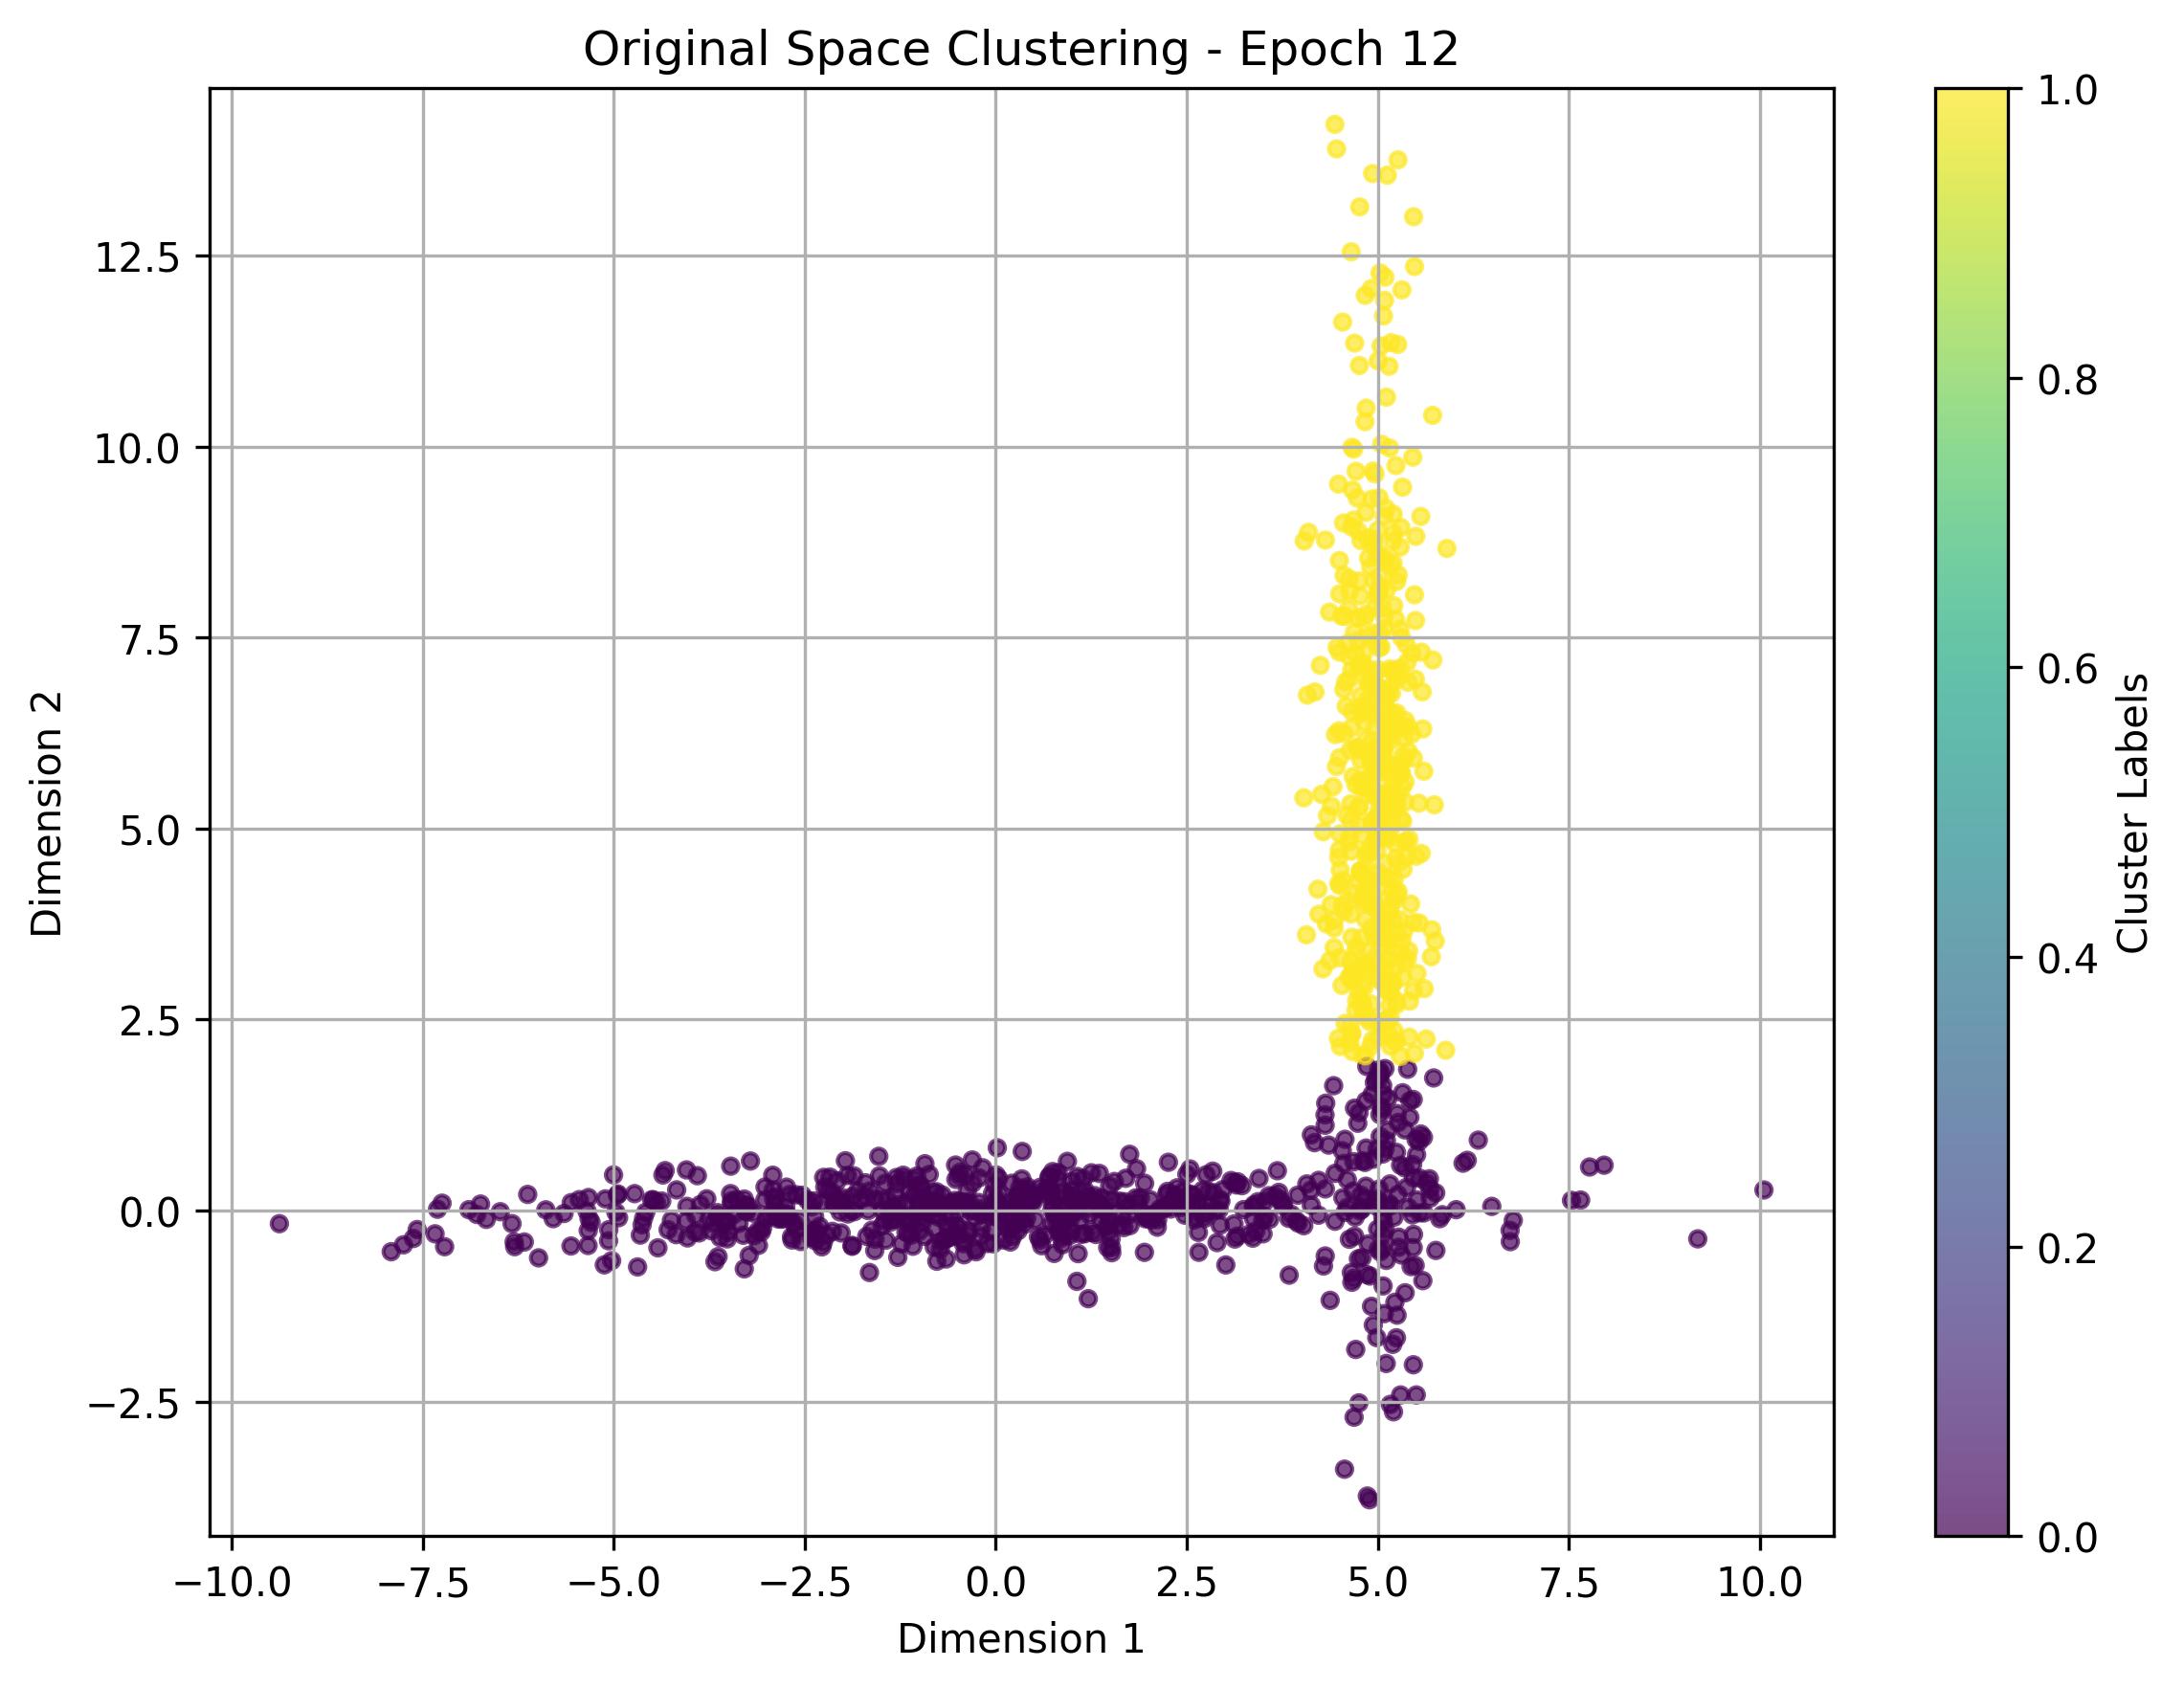 Original Space Clustering - Epoch 12
1.0
0.8
0.6
0.4
0.2
0.0
Cluster Labels
12.5
10.0
7.5
5.0
2.5
0.0
−2.5
Dimension 2
−10.0 −7.5 −5.0 −2.5 0.0 2.5 5.0 7.5 10.0
Dimension 1